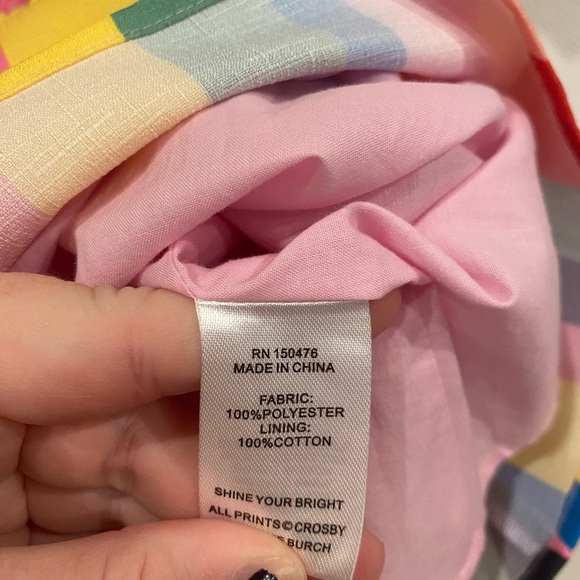 RN 150476
MADE IN CHINA
FABRIC:
100%POLYESTER
LINING:
100%COTTON
SHINE YOUR BRIGHT
ALL PRINTS©CROSBY
BURCH